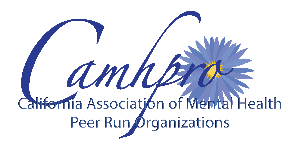 Camhpro
California Association of Mental Health
Peer Run Organizations